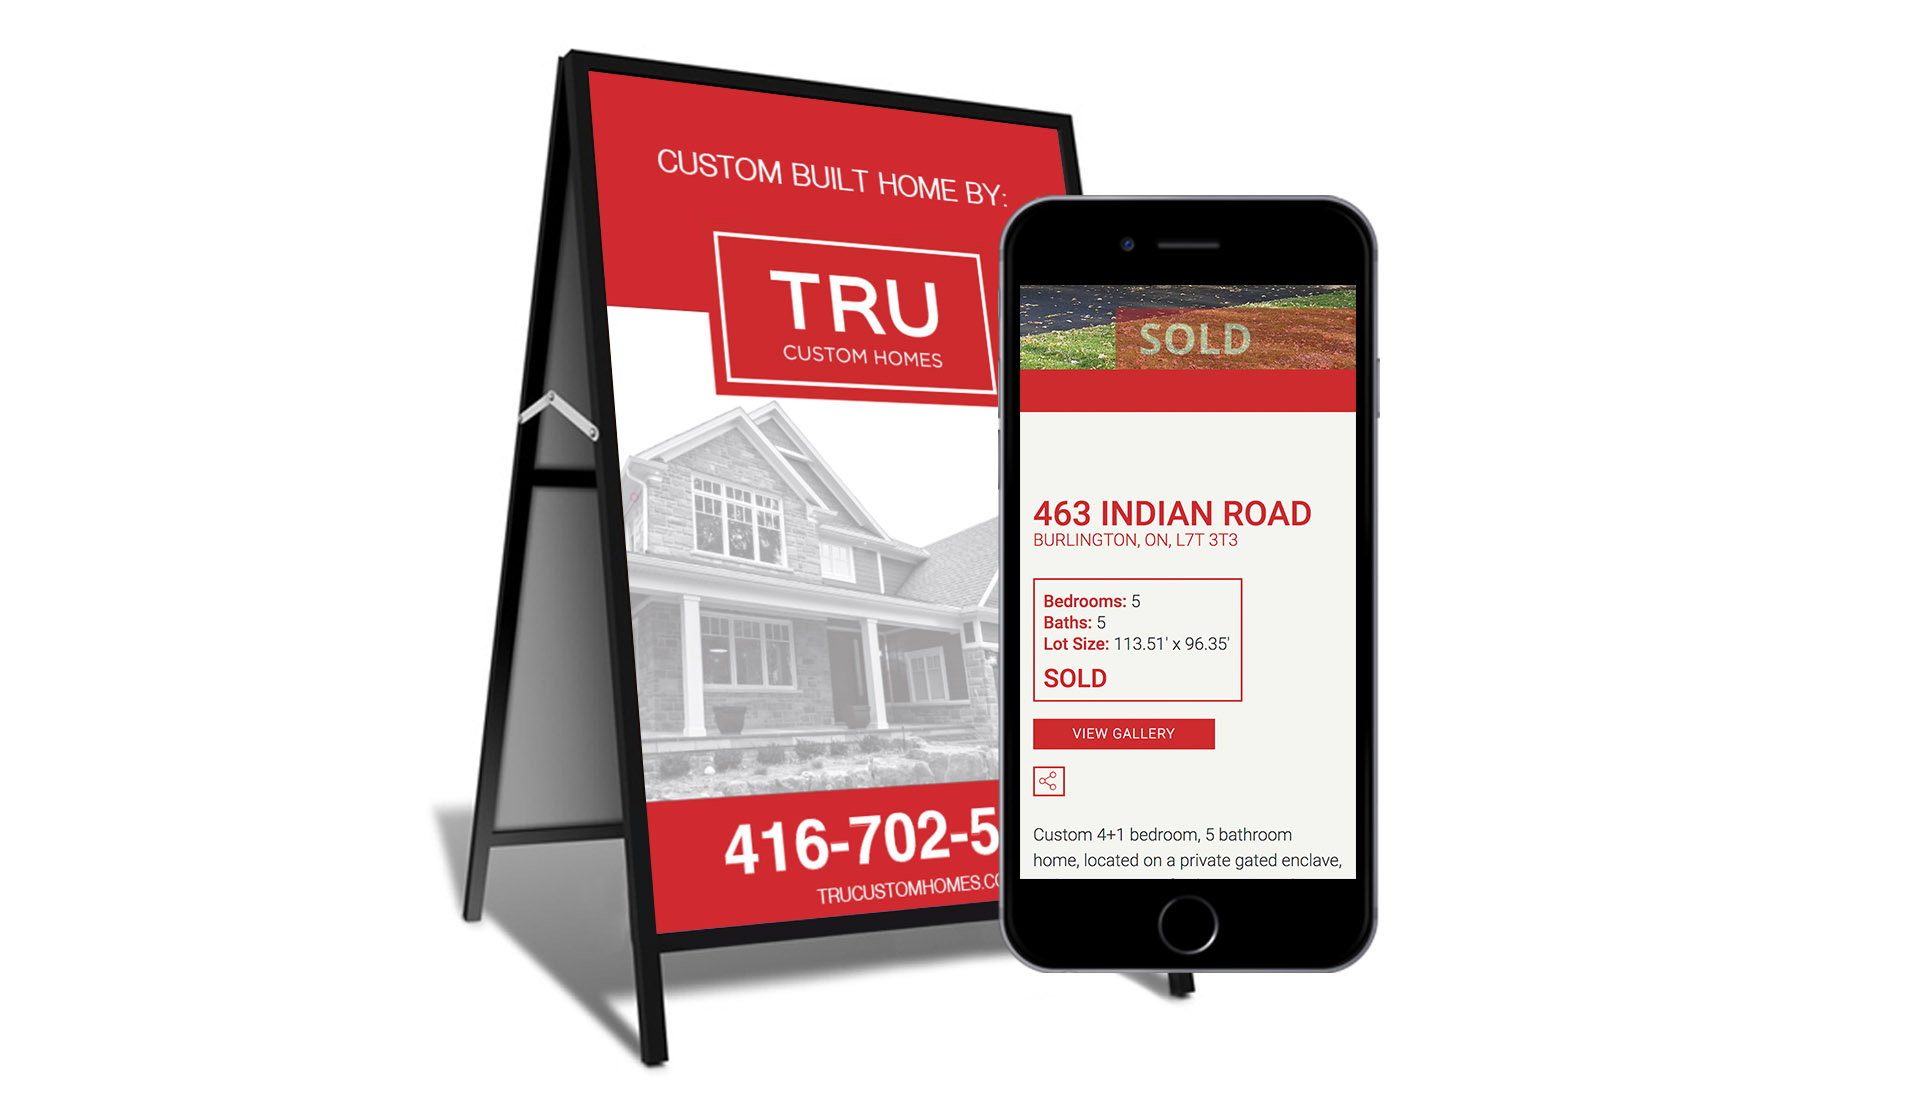 CUSTOM BUILT HOME BY:
TRU
CUSTOM HOMES
416-702-5
TRUCUSTOMHOMES.CO
SOLD
463 INDIAN ROAD
BURLINGTON, ON, L7T 3T3
Bedrooms: 5
Baths: 5
Lot Size: 113.51' x 96.35'
SOLD
VIEW GALLERY
Custom 4+1 bedroom, 5 bathroom
home, located on a private gated enclave,